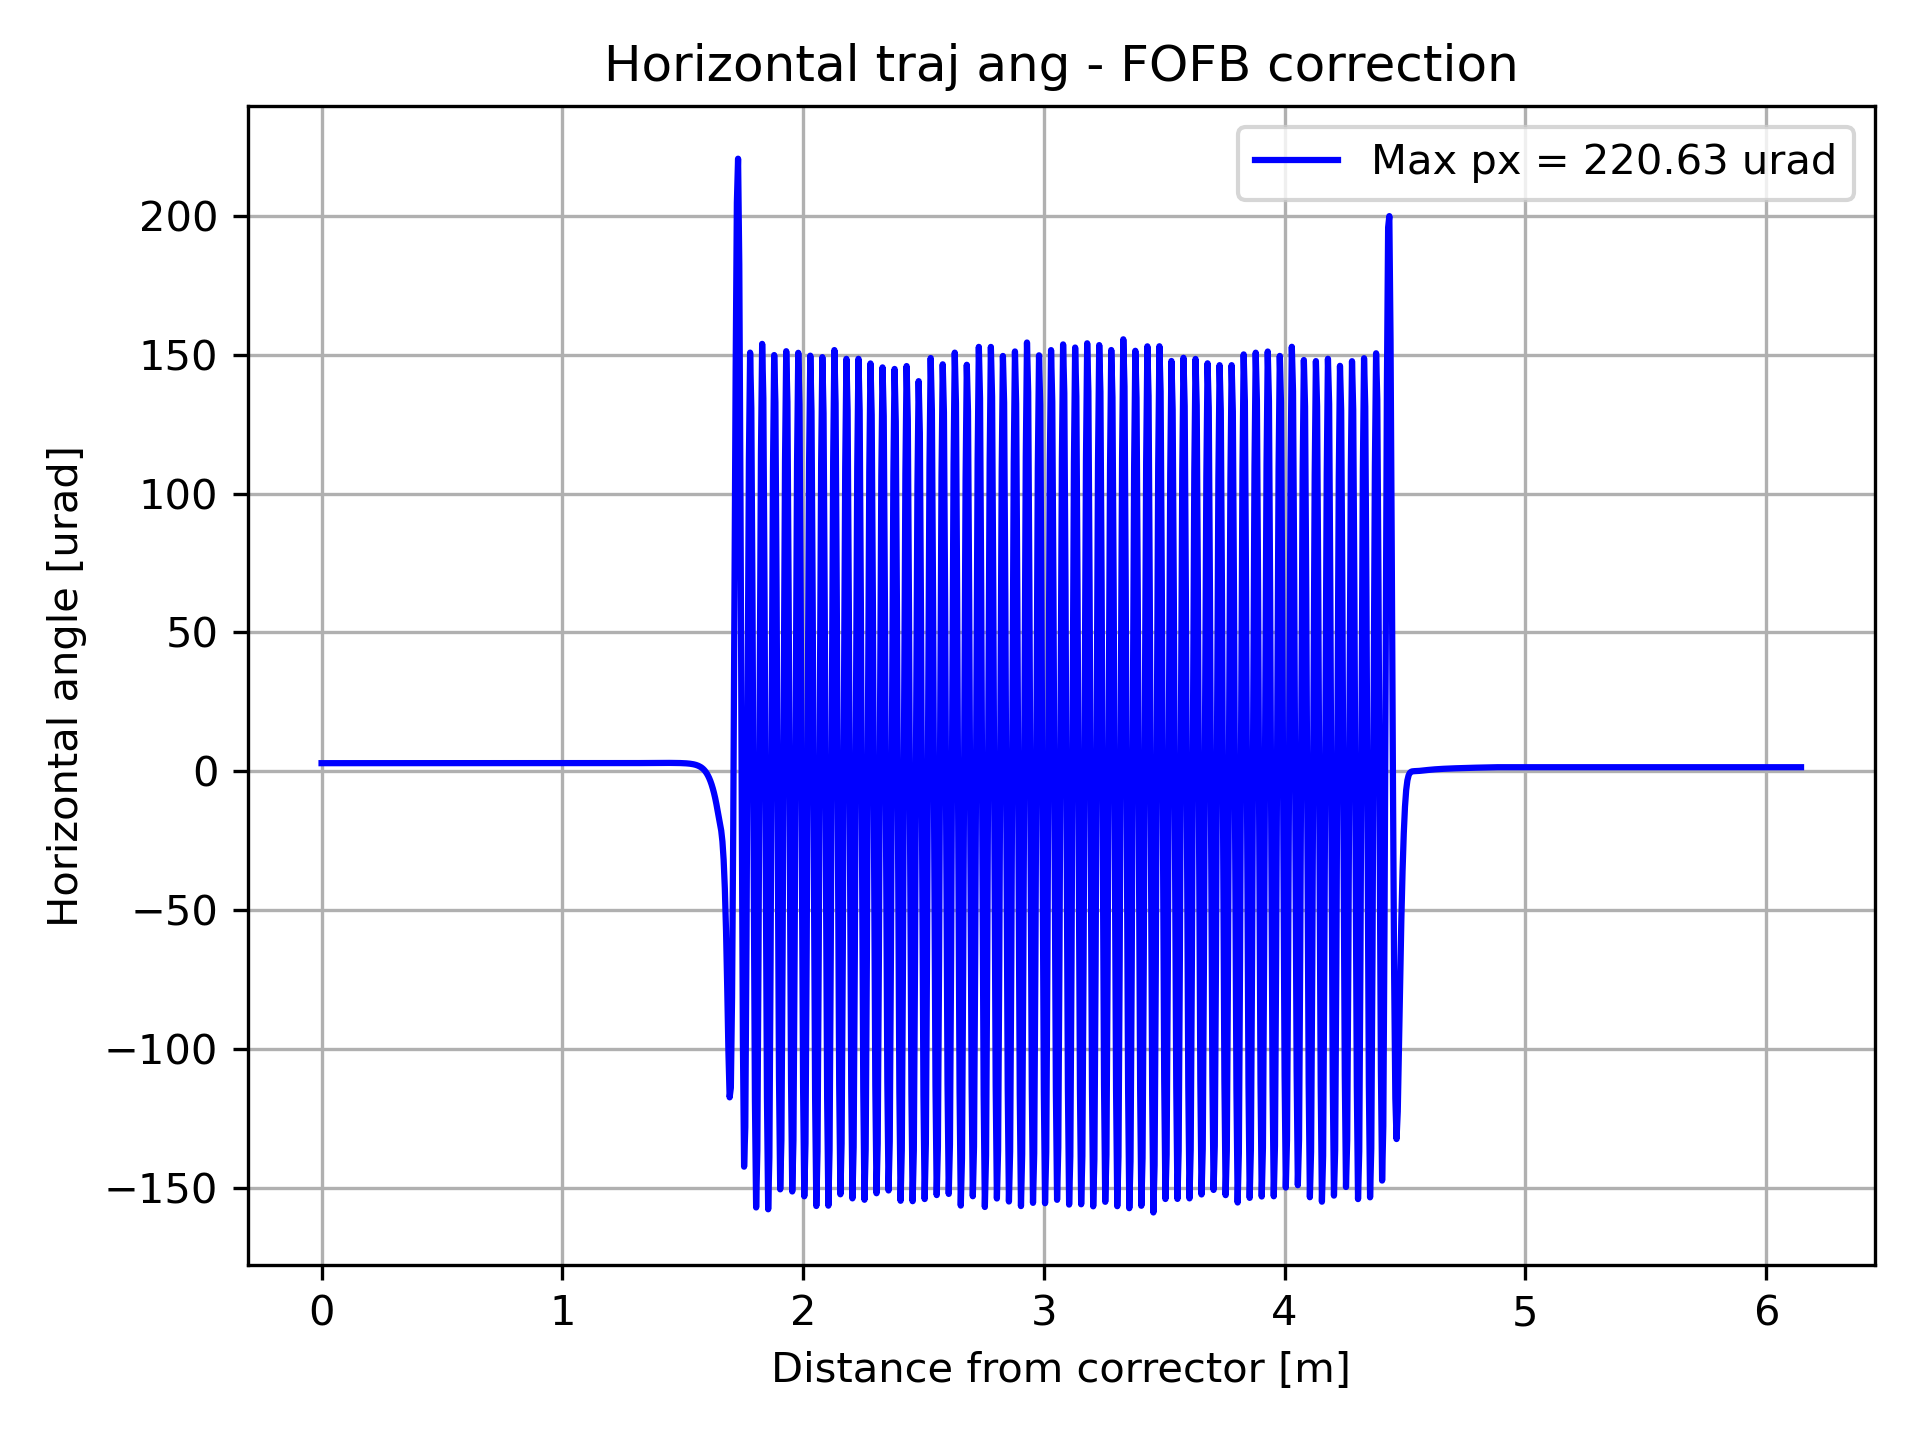 Horizontal traj ang - FOFB correction
Max px = 220.63 urad
Horizontal angle [urad]
200
150
100
50
0
−50
−100
−150
0 1 2 3 4 5 6
Distance from corrector [m]